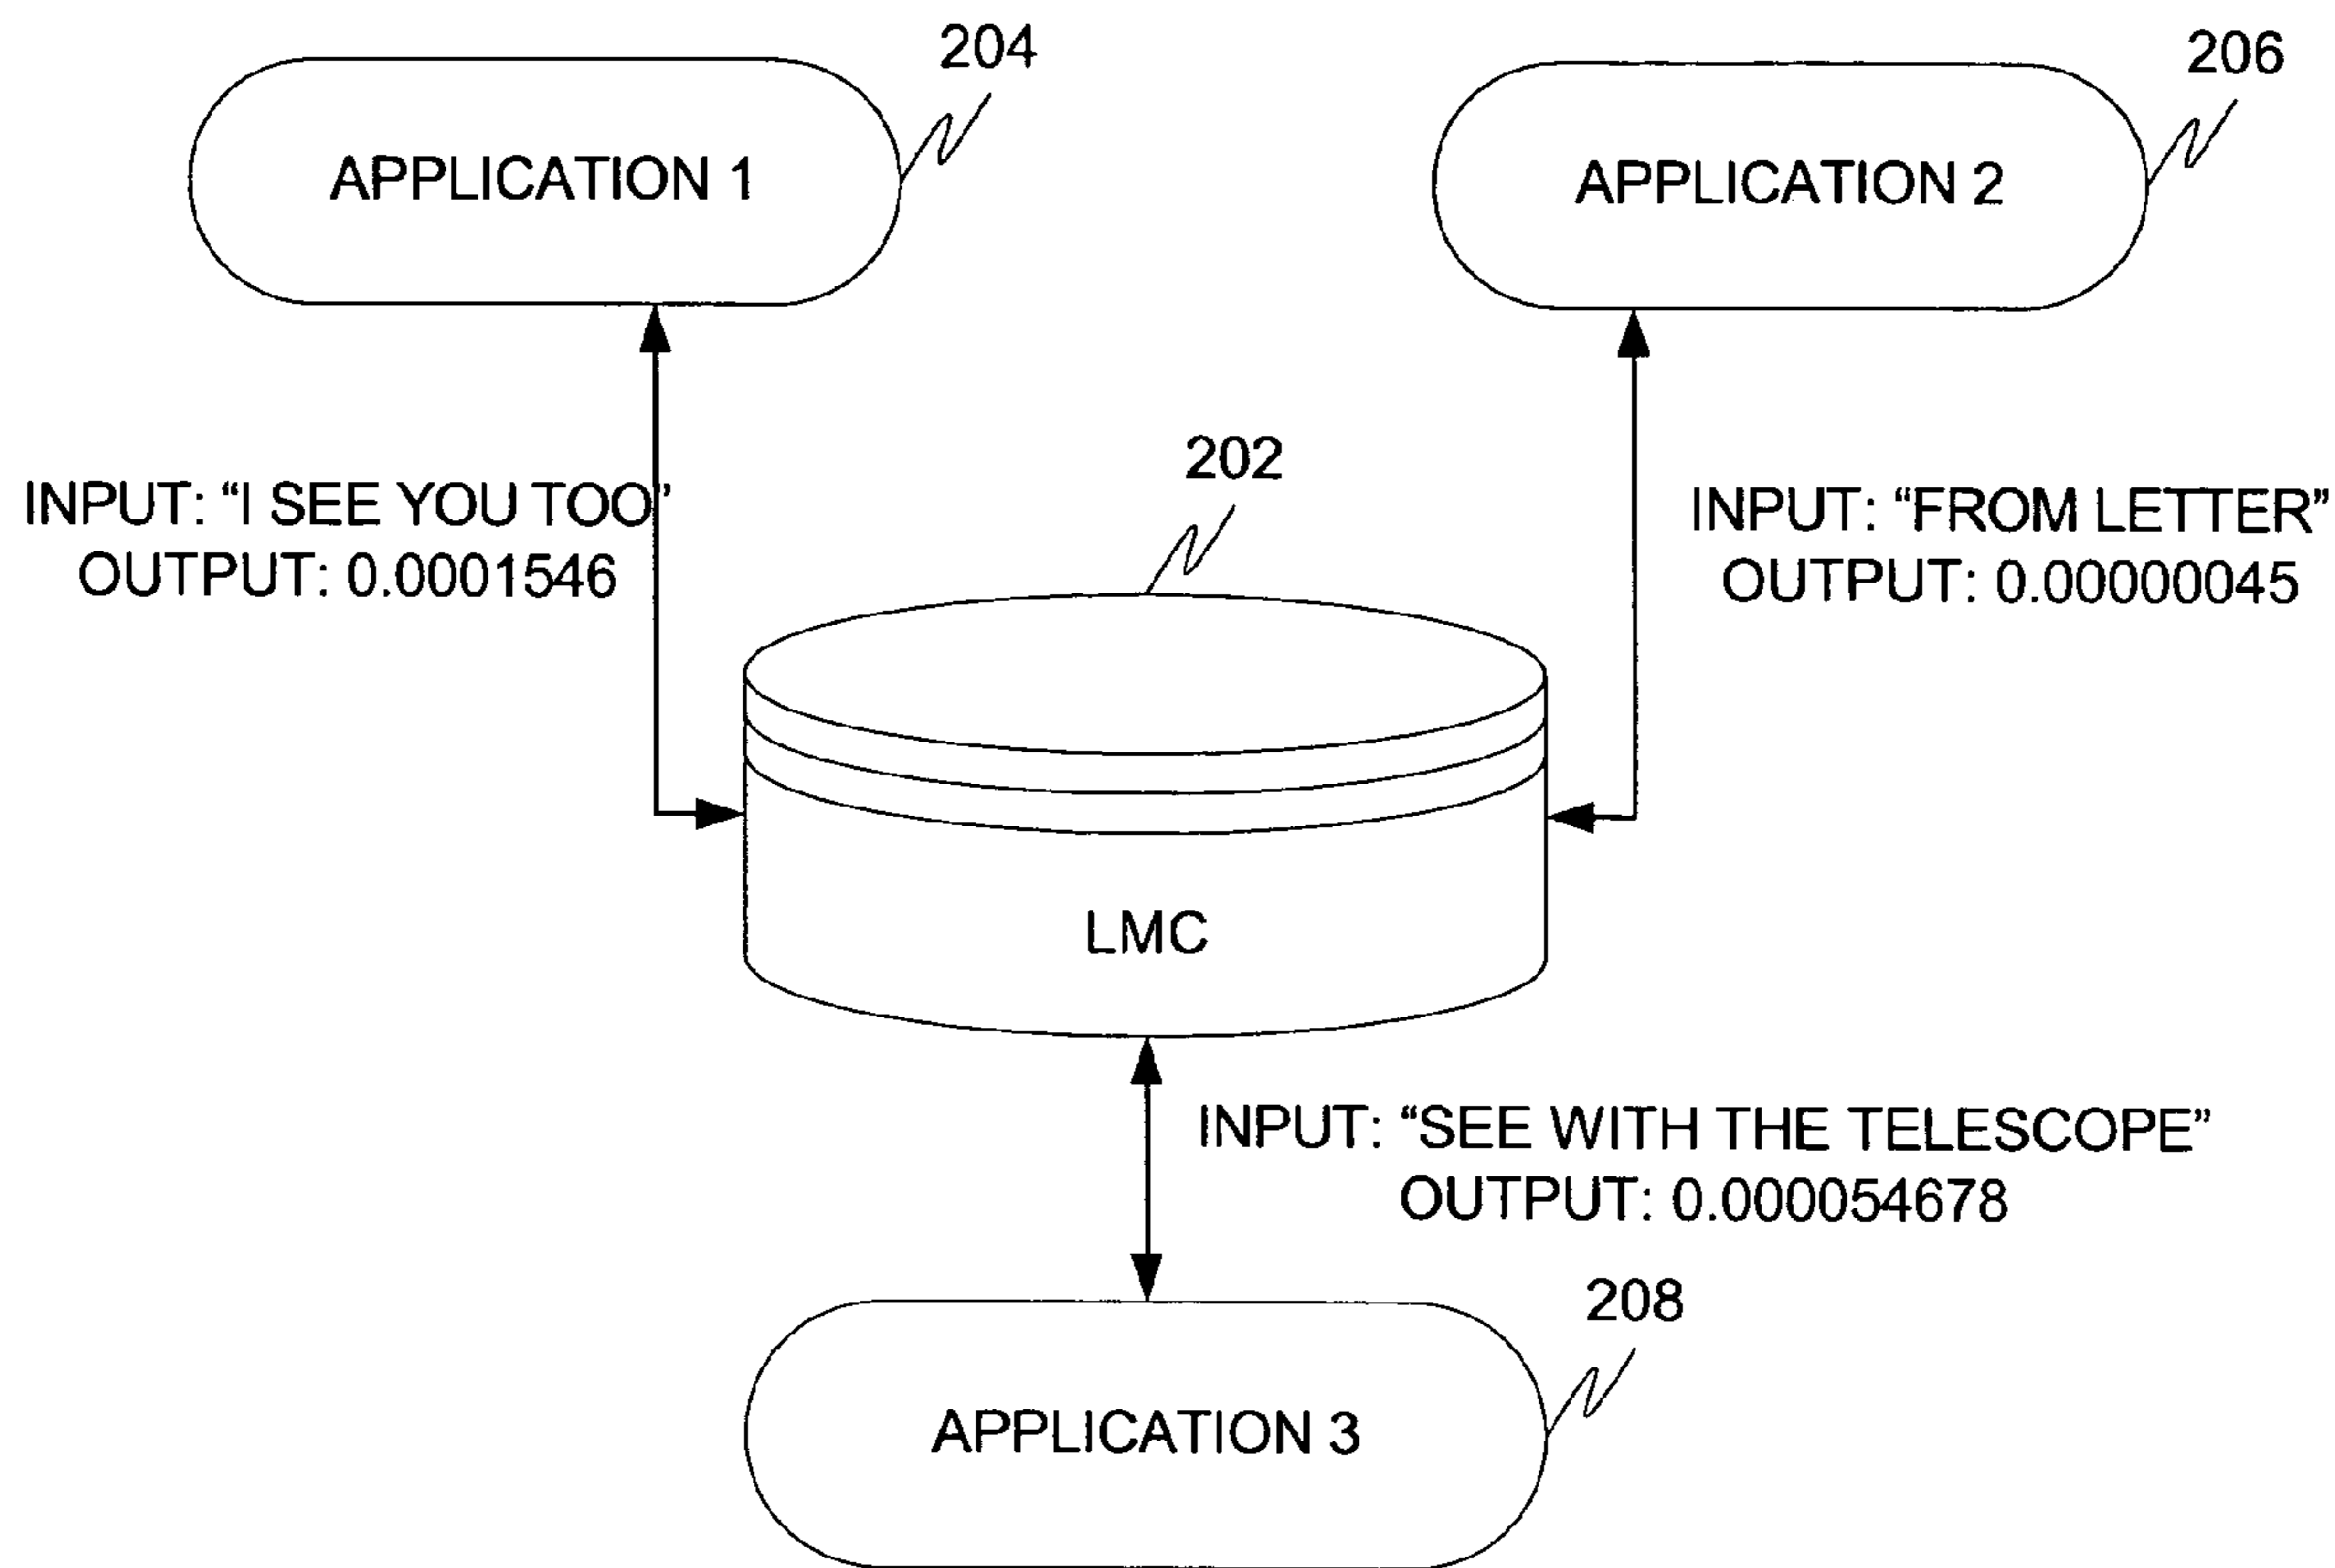 204
206
APPLICATION 1
APPLICATION 2
202
INPUT: “I SEE YOU TOO”
OUTPUT: 0.0001546
INPUT: “FROM LETTER”
OUTPUT: 0.00000045
LMC
INPUT: “SEE WITH THE TELESCOPE”
OUTPUT: 0.000054678
208
APPLICATION 3